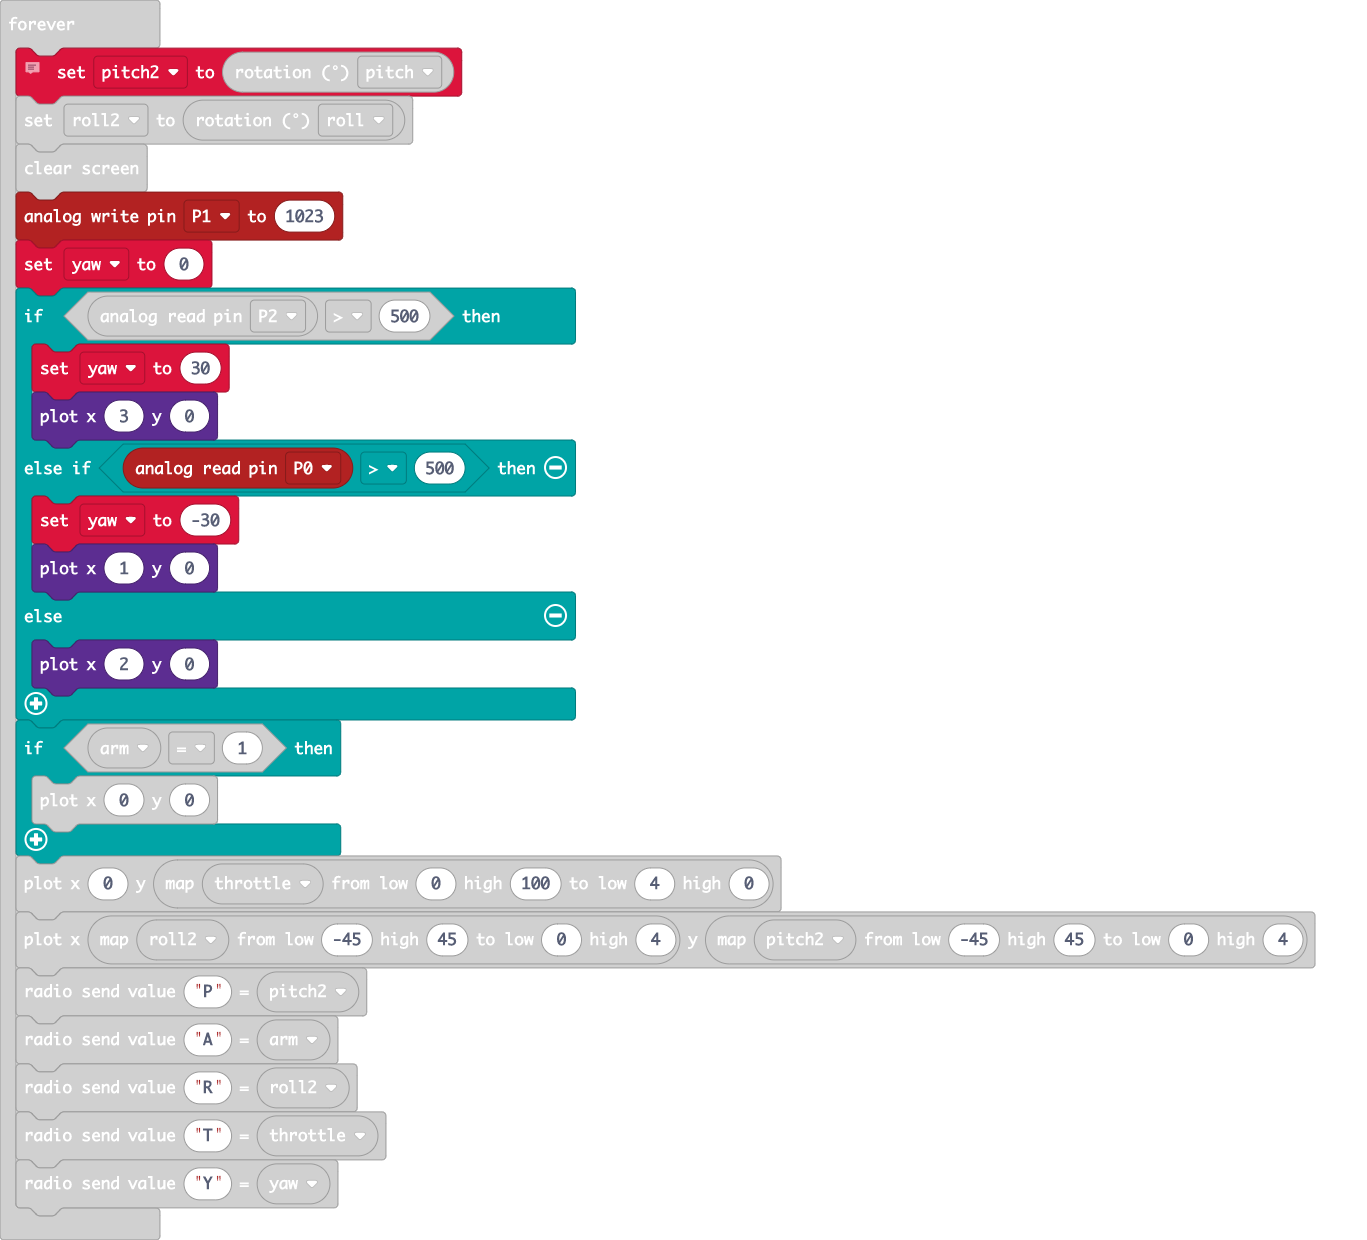 forever
set pitch2 to rotation (°) pitch
set roll2 to rotation (°) roll
clear screen
analog write pin P1 to 1023
set yaw to 0
if analog read pin P2 > 500 then
set yaw to 30
plot x 3 y 0
else if analog read pin P0 > 500 then
set yaw to -30
plot x 1 y 0
else
plot x 2 y 0
if arm = 1 then
plot x 0 y 0
plot x 0 y map throttle from low 0 high 100 to low 4 high 0
plot x map roll2 from low -45 high 45 to low 0 high 4 y map pitch2 from low -45 high 45 to low 0 high 4
radio send value "P" = pitch2
radio send value "A" = arm
radio send value "R" = roll2
radio send value "T" = throttle
radio send value "Y" = yaw